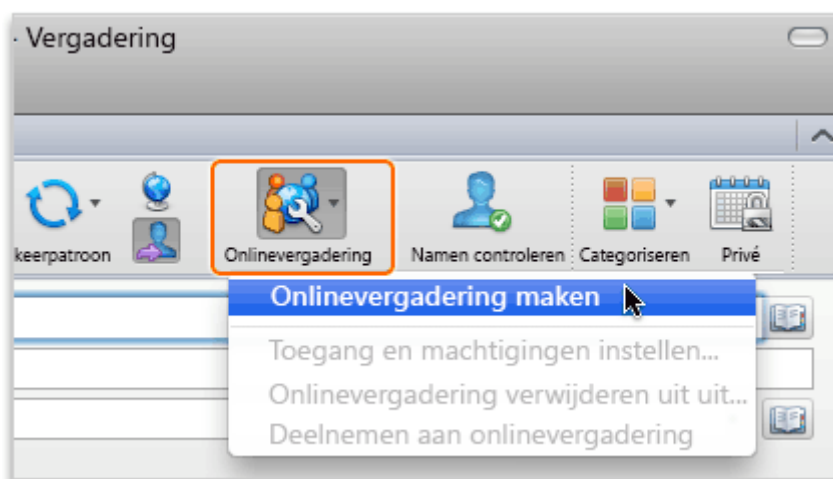 · Vergadering
keerpatroon
Onlinevergadering
Namen controleren
Categoriseren
Privé
Onlinevergadering maken
Toegang en machtigingen instellen...
Onlinevergadering verwijderen uit uit...
Deelnemen aan onlinevergadering